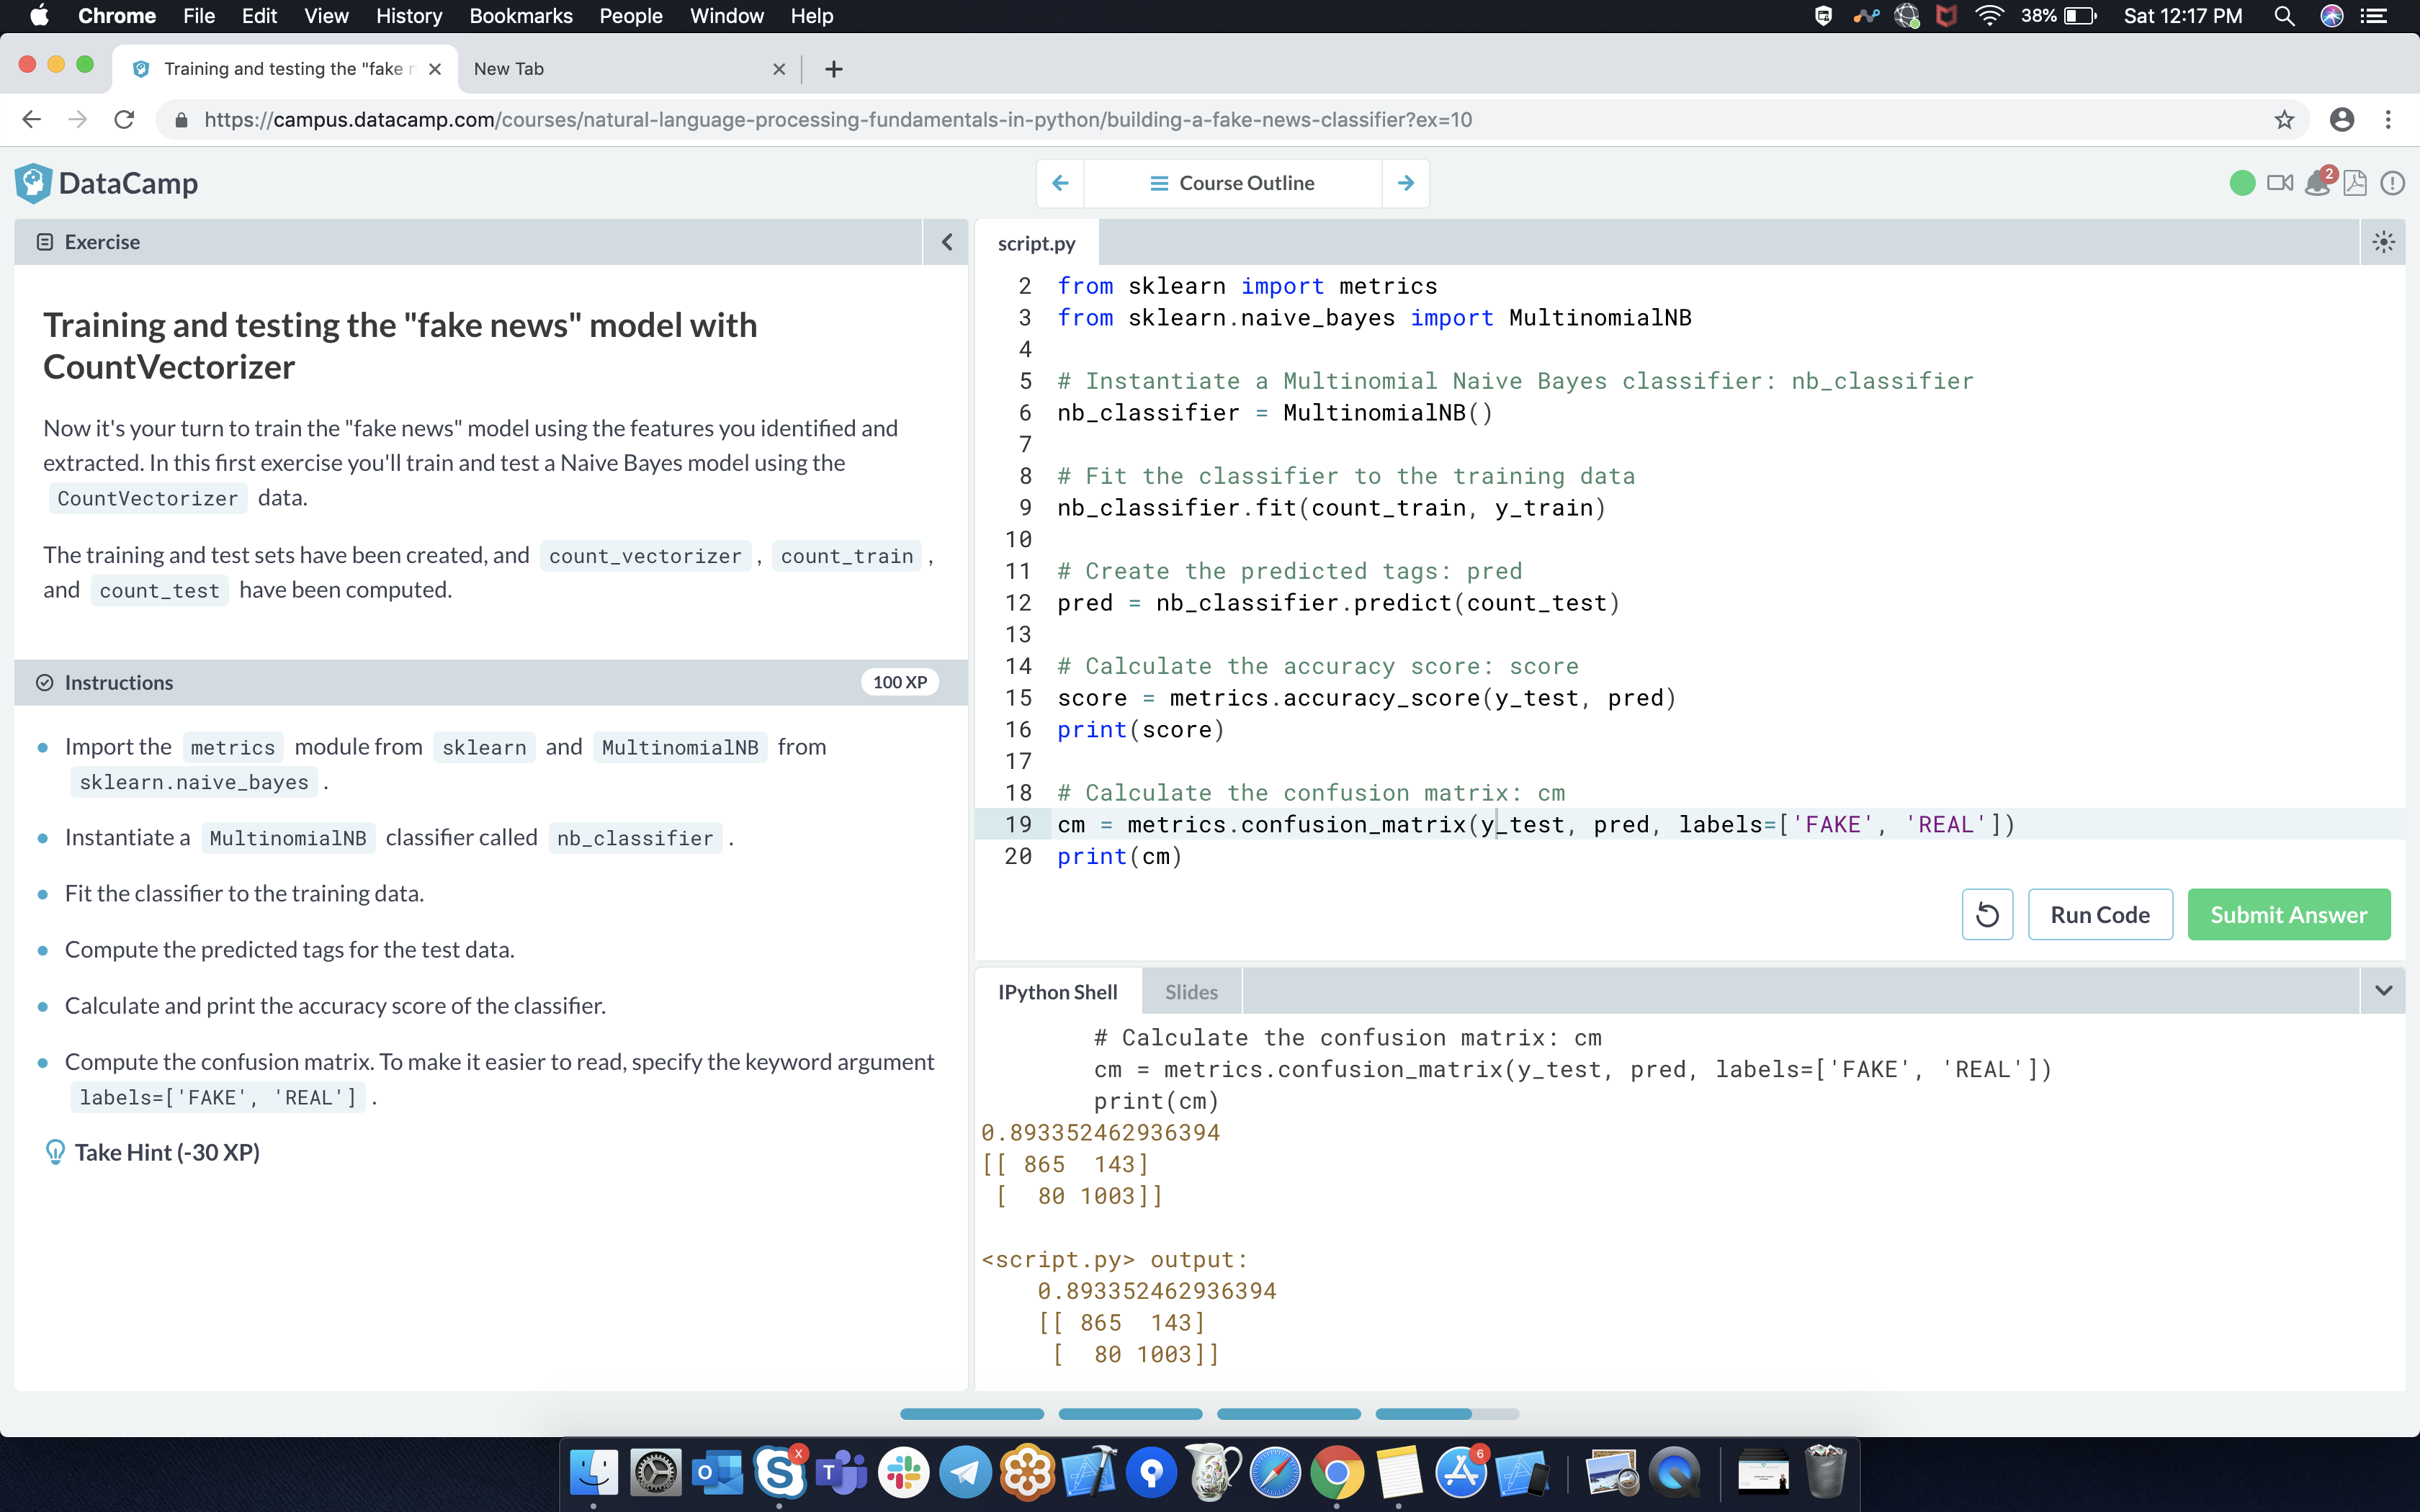 Chrome File Edit View History Bookmarks People Window Help
38% Sat 12:17 PM
Training and testing the "fake n
New Tab
https://campus.datacamp.com/courses/natural-language-processing-fundamentals-in-python/building-a-fake-news-classifier?ex=10
DataCamp
Course Outline
2
Exercise
Training and testing the "fake news" model with
CountVectorizer
Now it's your turn to train the "fake news" model using the features you identified and
extracted. In this first exercise you'll train and test a Naive Bayes model using the
CountVectorizer data.
The training and test sets have been created, and count_vectorizer , count_train ,
and count_test have been computed.
Instructions
100 XP
Import the metrics module from sklearn and MultinomialNB from
sklearn.naive_bayes .
Instantiate a MultinomialNB classifier called nb_classifier .
Fit the classifier to the training data.
Compute the predicted tags for the test data.
Calculate and print the accuracy score of the classifier.
Compute the confusion matrix. To make it easier to read, specify the keyword argument
labels=['FAKE', 'REAL'] .
Take Hint (-30 XP)
script.py
2 from sklearn import metrics
3 from sklearn.naive_bayes import MultinomialNB
4
5 # Instantiate a Multinomial Naive Bayes classifier: nb_classifier
6 nb_classifier = MultinomialNB()
7
8 # Fit the classifier to the training data
9 nb_classifier.fit(count_train, y_train)
10
11 # Create the predicted tags: pred
12 pred = nb_classifier.predict(count_test)
13
14 # Calculate the accuracy score: score
15 score = metrics.accuracy_score(y_test, pred)
16 print(score)
17
18 # Calculate the confusion matrix: cm
19 cm = metrics.confusion_matrix(y_test, pred, labels=['FAKE', 'REAL'])
20 print(cm)
Run Code
Submit Answer
IPython Shell
Slides
# Calculate the confusion matrix: cm
cm = metrics.confusion_matrix(y_test, pred, labels=['FAKE', 'REAL'])
print(cm)
0.893352462936394
[[ 865 143]
[ 80 1003]]
<script.py> output:
0.893352462936394
[[ 865 143]
[ 80 1003]]
X
6